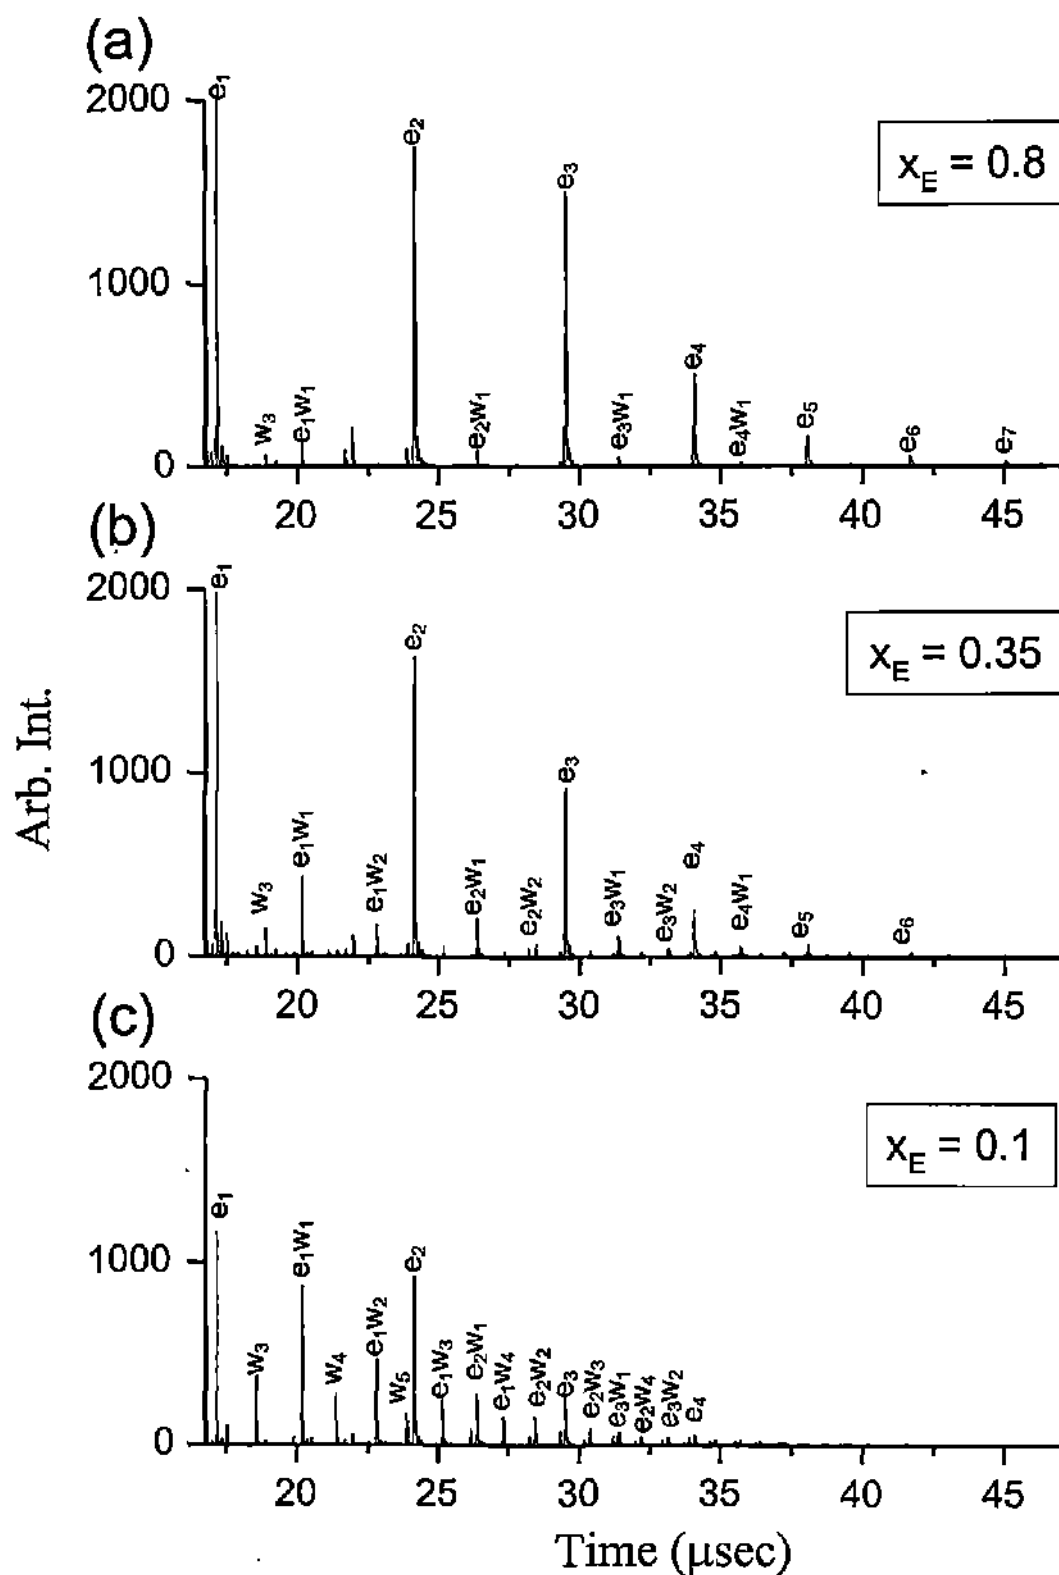 (a)
e₁
2000
e₂
e₃
x_E = 0.8
1000
e₄
w₃
e₁w₁
e₂w₁
e₃w₁
e₄w₁
e₅
e₆
e₇
0
20 25 30 35 40 45
(b)
e₁
2000
e₂
x_E = 0.35
e₃
1000
w₃
e₁w₁
e₁w₂
e₂w₁
e₂w₂
e₃w₁
e₃w₂
e₄
e₄w₁
e₅
e₆
0
20 25 30 35 40 45
Arb. Int.
(c)
2000
x_E = 0.1
e₁
1000
w₃
e₁w₁
w₄
e₁w₂
w₅
e₂
e₁w₃
e₂w₁
e₁w₄
e₂w₂
e₃
e₂w₃
e₃w₁
e₂w₄
e₃w₂
e₄
0
20 25 30 35 40 45
Time (μsec)